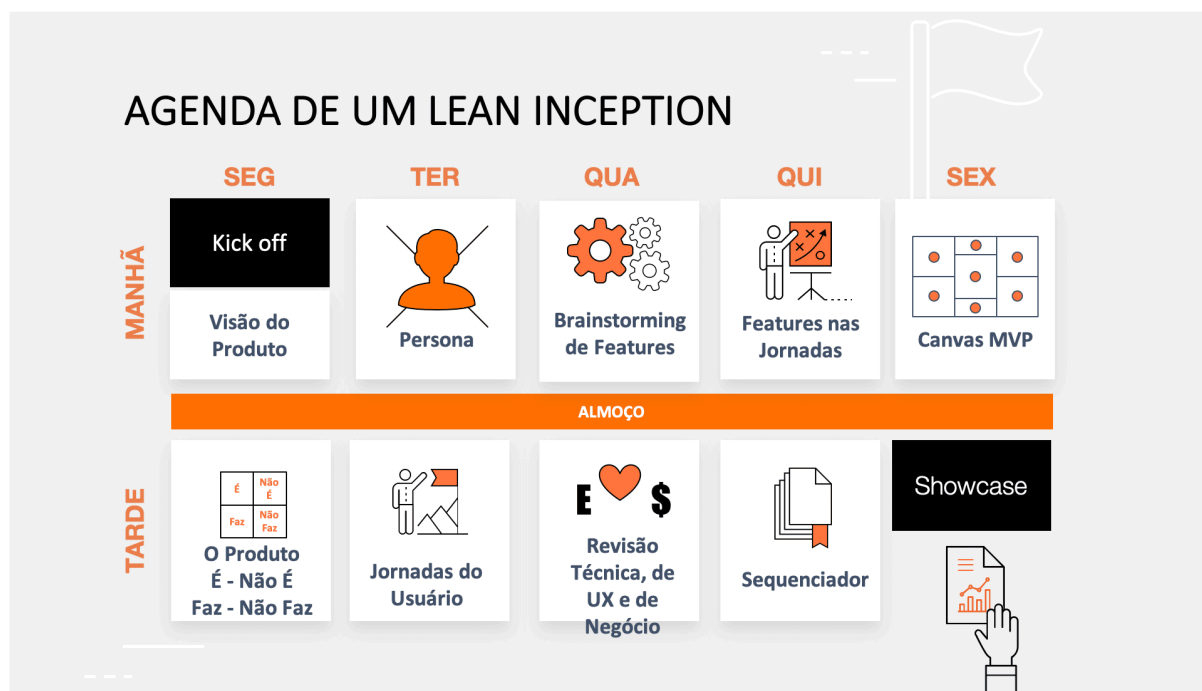 AGENDA DE UM LEAN INCEPTION
SEG
TER
QUA
QUI
SEX
MANHÃ
Kick off
Visão do
Produto
Persona
Brainstorming
de Features
Features nas
Jornadas
Canvas MVP
ALMOÇO
TARDE
É
Não
É
Faz
Não
Faz
O Produto
É - Não É
Faz - Não Faz
Jornadas do
Usuário
E
$
Revisão
Técnica, de
UX e de
Negócio
Sequenciador
Showcase